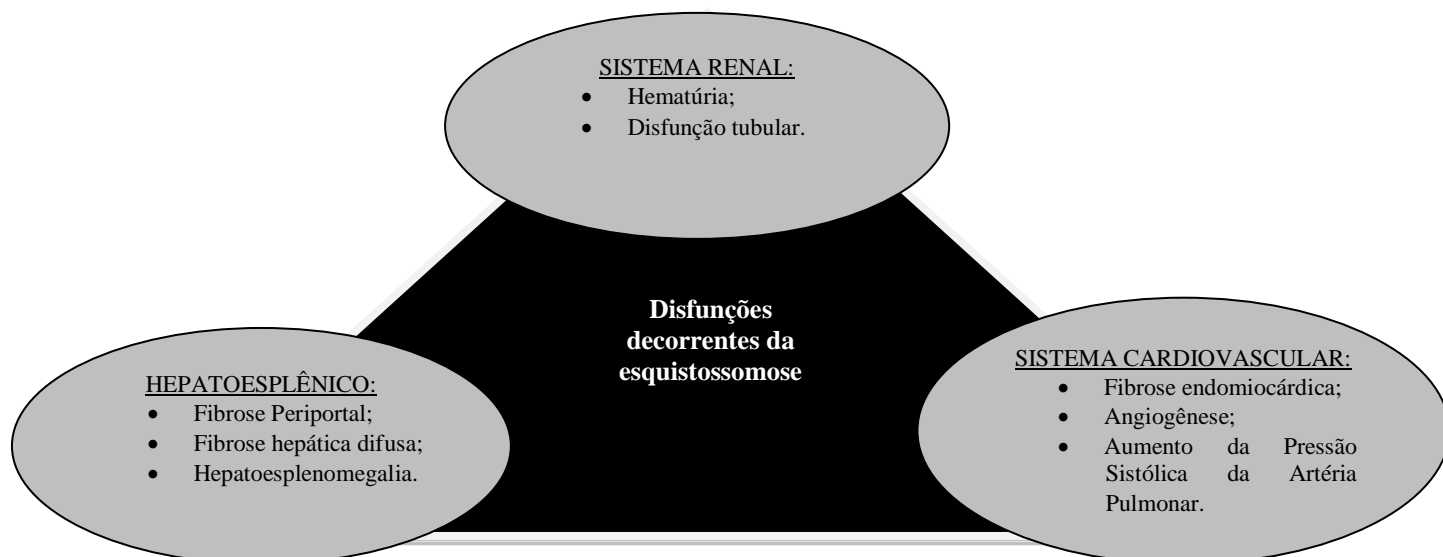 SISTEMA RENAL:
• Hematúria;
• Disfunção tubular.
Disfunções
decorrentes da
esquistossomose
HEPATOESPLÊNICO:
• Fibrose Periportal;
• Fibrose hepática difusa;
• Hepatoesplenomegalia.
SISTEMA CARDIOVASCULAR:
• Fibrose endomiocárdica;
• Angiogênese;
• Aumento da Pressão
Sistólica da Artéria
Pulmonar.